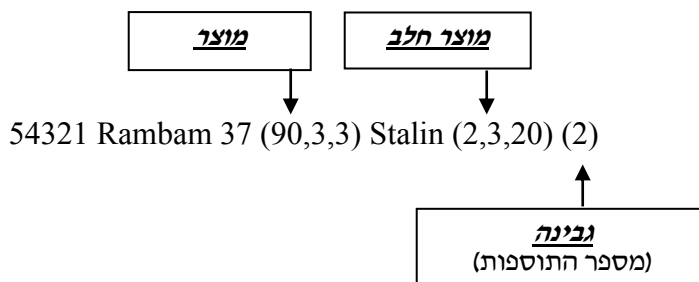 מוצר
מוצר חלב
54321 Rambam 37 (90,3,3) Stalin (2,3,20) (2)
גבינה
(מספר התוספות)